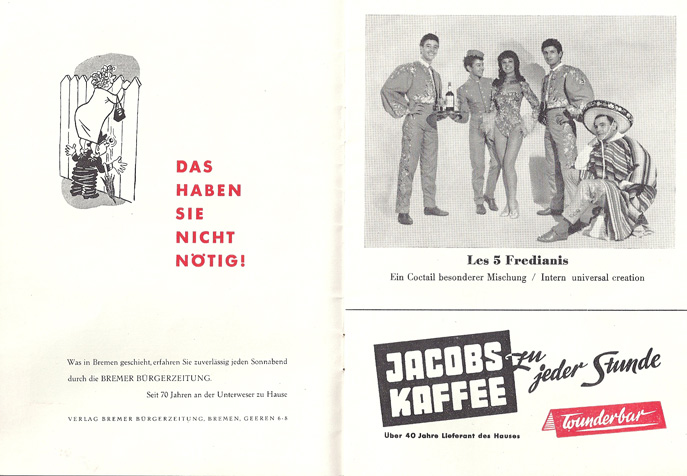 DAS
HABEN
SIE
NICHT
NÖTIG!
Was in Bremen geschieht, erfahren Sie zuverlässig jeden Sonnabend
durch die BREMER BÜRGERZEITUNG.
Seit 70 Jahren an der Unterweser zu Hause
VERLAG BREMER BÜRGERZEITUNG, BREMEN, GEEREN 6-8
Les 5 Fredianis
Ein Coctail besonderer Mischung / Intern universal creation
JACOBS
KAFFEE
zu
jeder Stunde
Wounderbar
Über 40 Jahre Lieferant des Hauses